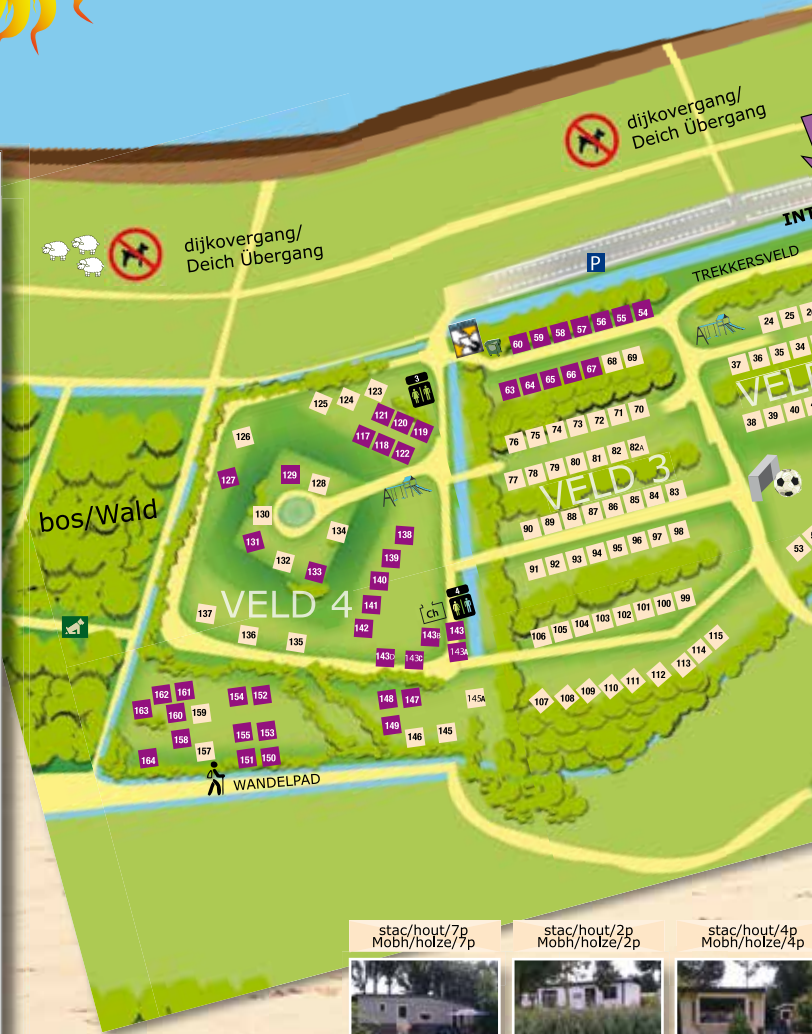 dijkovergang/
Deich Übergang
dijkovergang/
Deich Übergang
INT
P
TREKKERSVELD
60 59 58 57 56 55 54
63 64 65 66 67 68 69
24 25
37 36 35 34
VEL
38 39 40
3
125 124 123
121 120 119
117 118 122
126
127
129 128
130
131
132
133
134
76 75 74 73 72 71 70
77 78 79 80 81 82 82A
VELD 3
90 89 88 87 86 85 84 83
91 92 93 94 95 96 97 98
53
106 105 104 103 102 101 100 99
107 108 109 110 111 112 113 114 115
bos/Wald
138
139
140
141
142
VELD 4
137
136
135
4
ch
143B 143
143D 143C 143A
162 161
163 160 159
158
164 157
154 152
155 153
151 150
148 147
149
146 145
145A
WANDELPAD
stac/hout/7p
Mobh/holze/7p
stac/hout/2p
Mobh/holze/2p
stac/hout/4p
Mobh/holze/4p